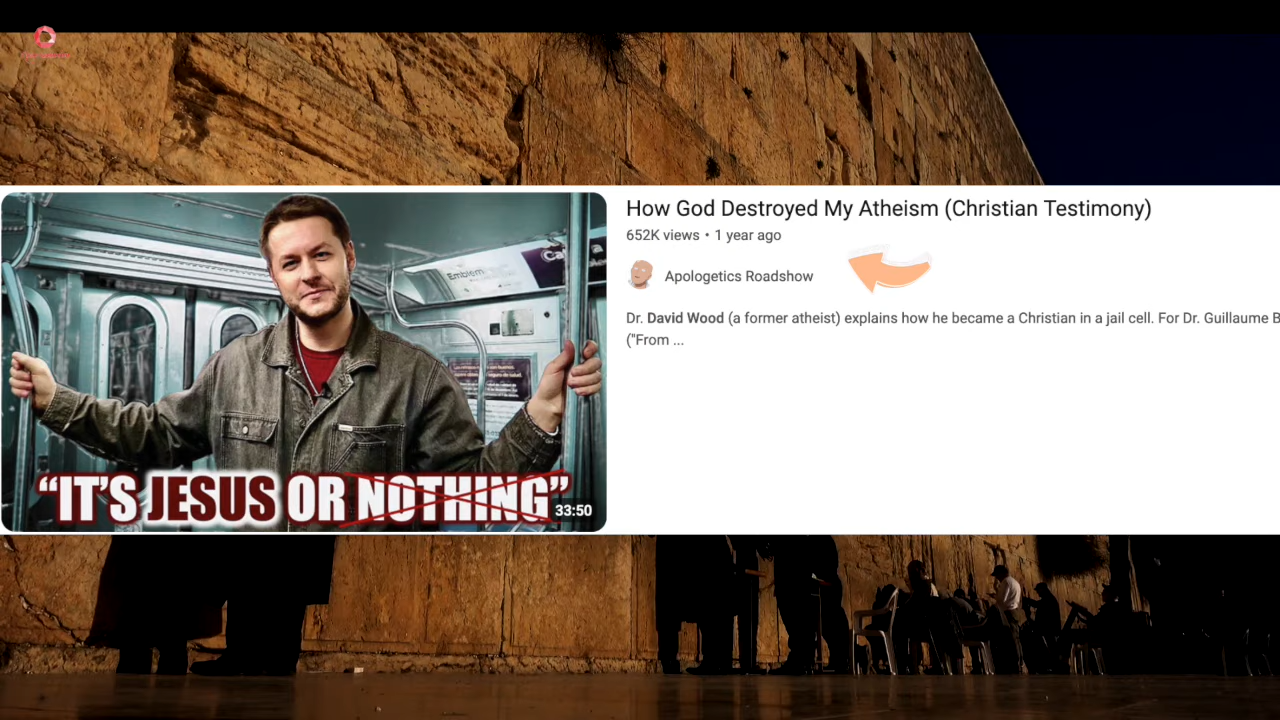 How God Destroyed My Atheism (Christian Testimony)
652K views • 1 year ago
Apologetics Roadshow
Dr. David Wood (a former atheist) explains how he became a Christian in a jail cell. For Dr. Guillaume B
("From ...
Emblem
"IT'S JESUS OR NOTHING"
33:50